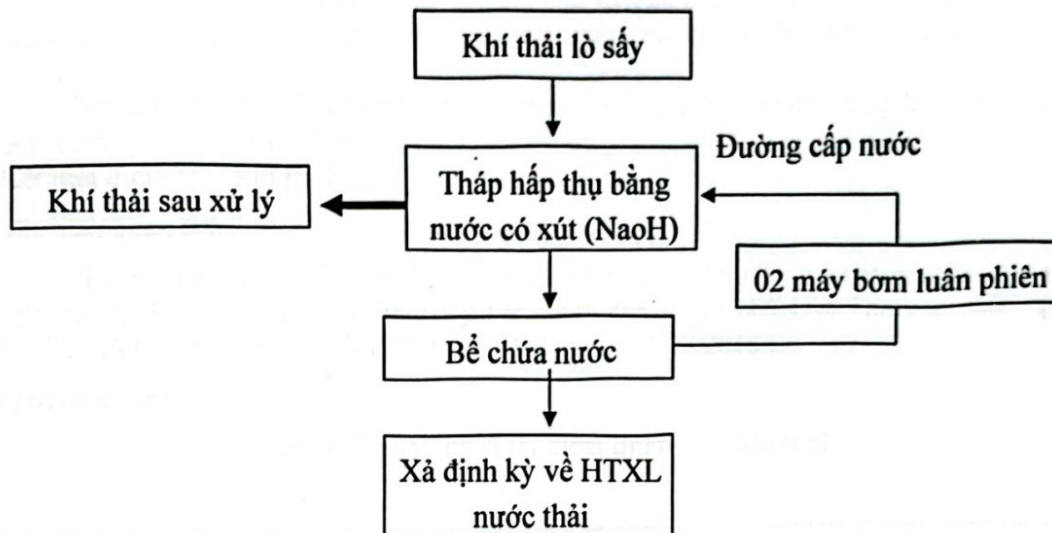 Khí thải lò sấy
Đường cấp nước
Tháp hấp thụ bằng
nước có xút (NaoH)
Khí thải sau xử lý
02 máy bơm luân phiên
Bể chứa nước
Xả định kỳ về HTXL
nước thải